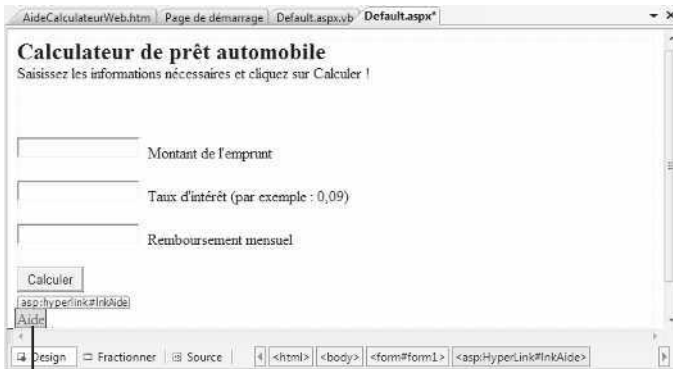 AideCalculateurWeb.htm Page de démarrage Default.aspx.vb Default.aspx*
Calculateur de prêt automobile
Saisissez les informations nécessaires et cliquez sur Calculer !
Montant de l'emprunt
Taux d'intérêt (par exemple : 0,09)
Remboursement mensuel
Calculer
asp:hyperlink#lnkAide
Aide
Design Fractionner Source <html> <body> <form#form1> <asp:HyperLink#lnkAide>